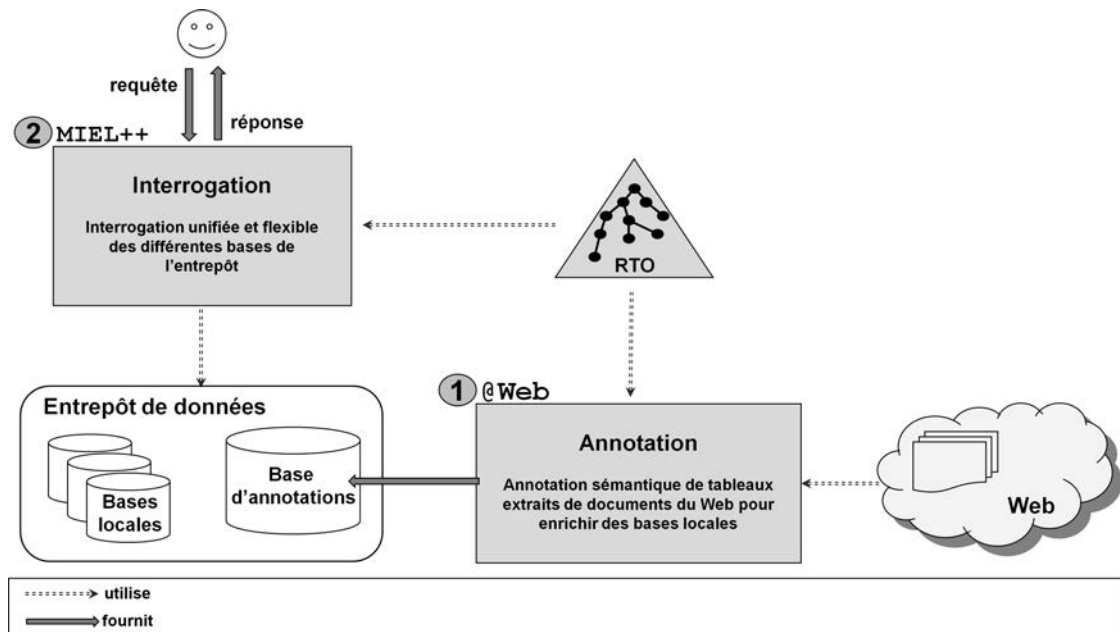 requête
réponse
2 MIEL++
Interrogation
Interrogation unifiée et flexible
des différentes bases de
l'entrepôt
RTO
Entrepôt de données
Bases
locales
Base
d'annotations
1 @Web
Annotation
Annotation sémantique de tableaux
extraits de documents du Web pour
enrichir des bases locales
Web
utilise
fournit